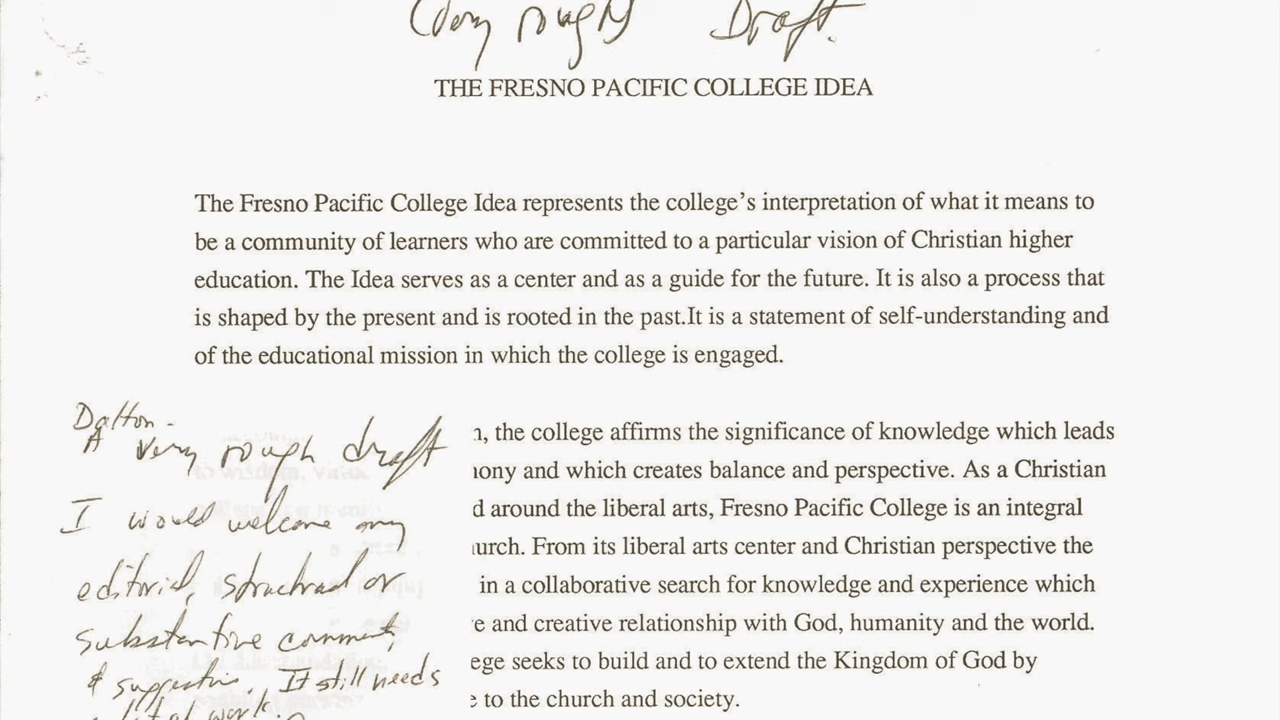 (Very rough Draft.
THE FRESNO PACIFIC COLLEGE IDEA
The Fresno Pacific College Idea represents the college's interpretation of what it means to
be a community of learners who are committed to a particular vision of Christian higher
education. The Idea serves as a center and as a guide for the future. It is also a process that
is shaped by the present and is rooted in the past.It is a statement of self-understanding and
of the educational mission in which the college is engaged.
Dalton -
A very rough draft
I would welcome any
editorial, structural or
substantive comments,
& suggestions. It still needs
work.
, the college affirms the significance of knowledge which leads
and which creates balance and perspective. As a Christian
around the liberal arts, Fresno Pacific College is an integral
From its liberal arts center and Christian perspective the
in a collaborative search for knowledge and experience which
and creative relationship with God, humanity and the world.
ege seeks to build and to extend the Kingdom of God by
to the church and society.